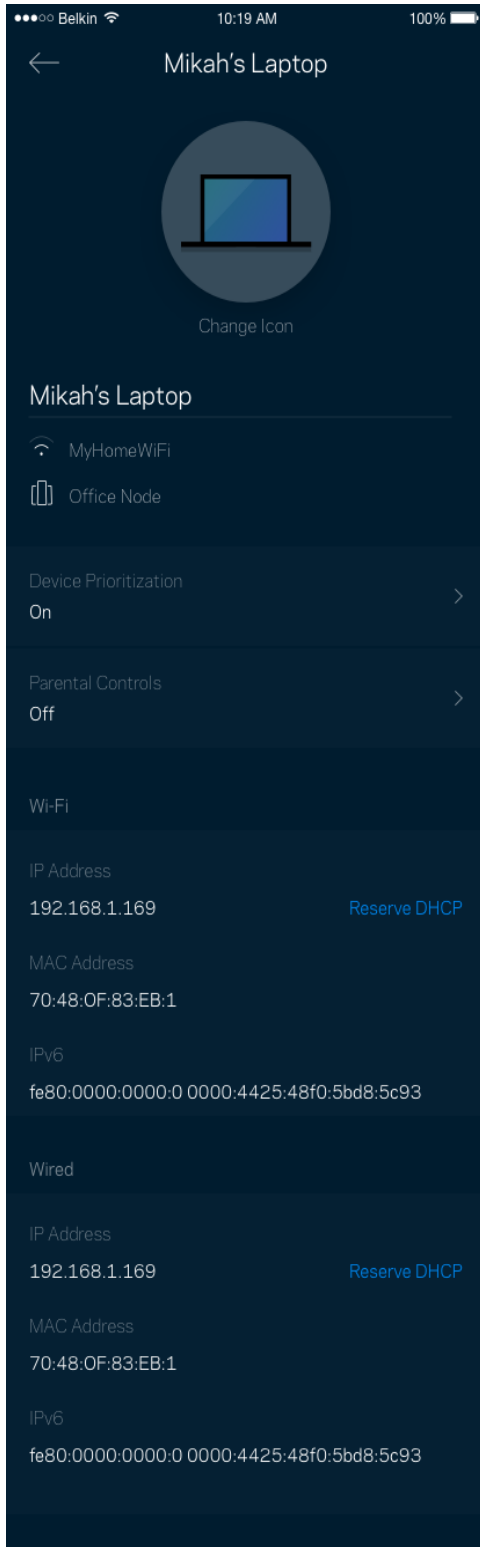 Belkin 10:19 AM 100%
Mikah's Laptop
Change Icon
Mikah's Laptop
MyHomeWiFi
Office Node
Device Prioritization
On
Parental Controls
Off
Wi-Fi
IP Address
192.168.1.169 Reserve DHCP
MAC Address
70:48:0F:83:EB:1
IPv6
fe80:0000:0000:0 0000:4425:48f0:5bd8:5c93
Wired
IP Address
192.168.1.169 Reserve DHCP
MAC Address
70:48:0F:83:EB:1
IPv6
fe80:0000:0000:0 0000:4425:48f0:5bd8:5c93